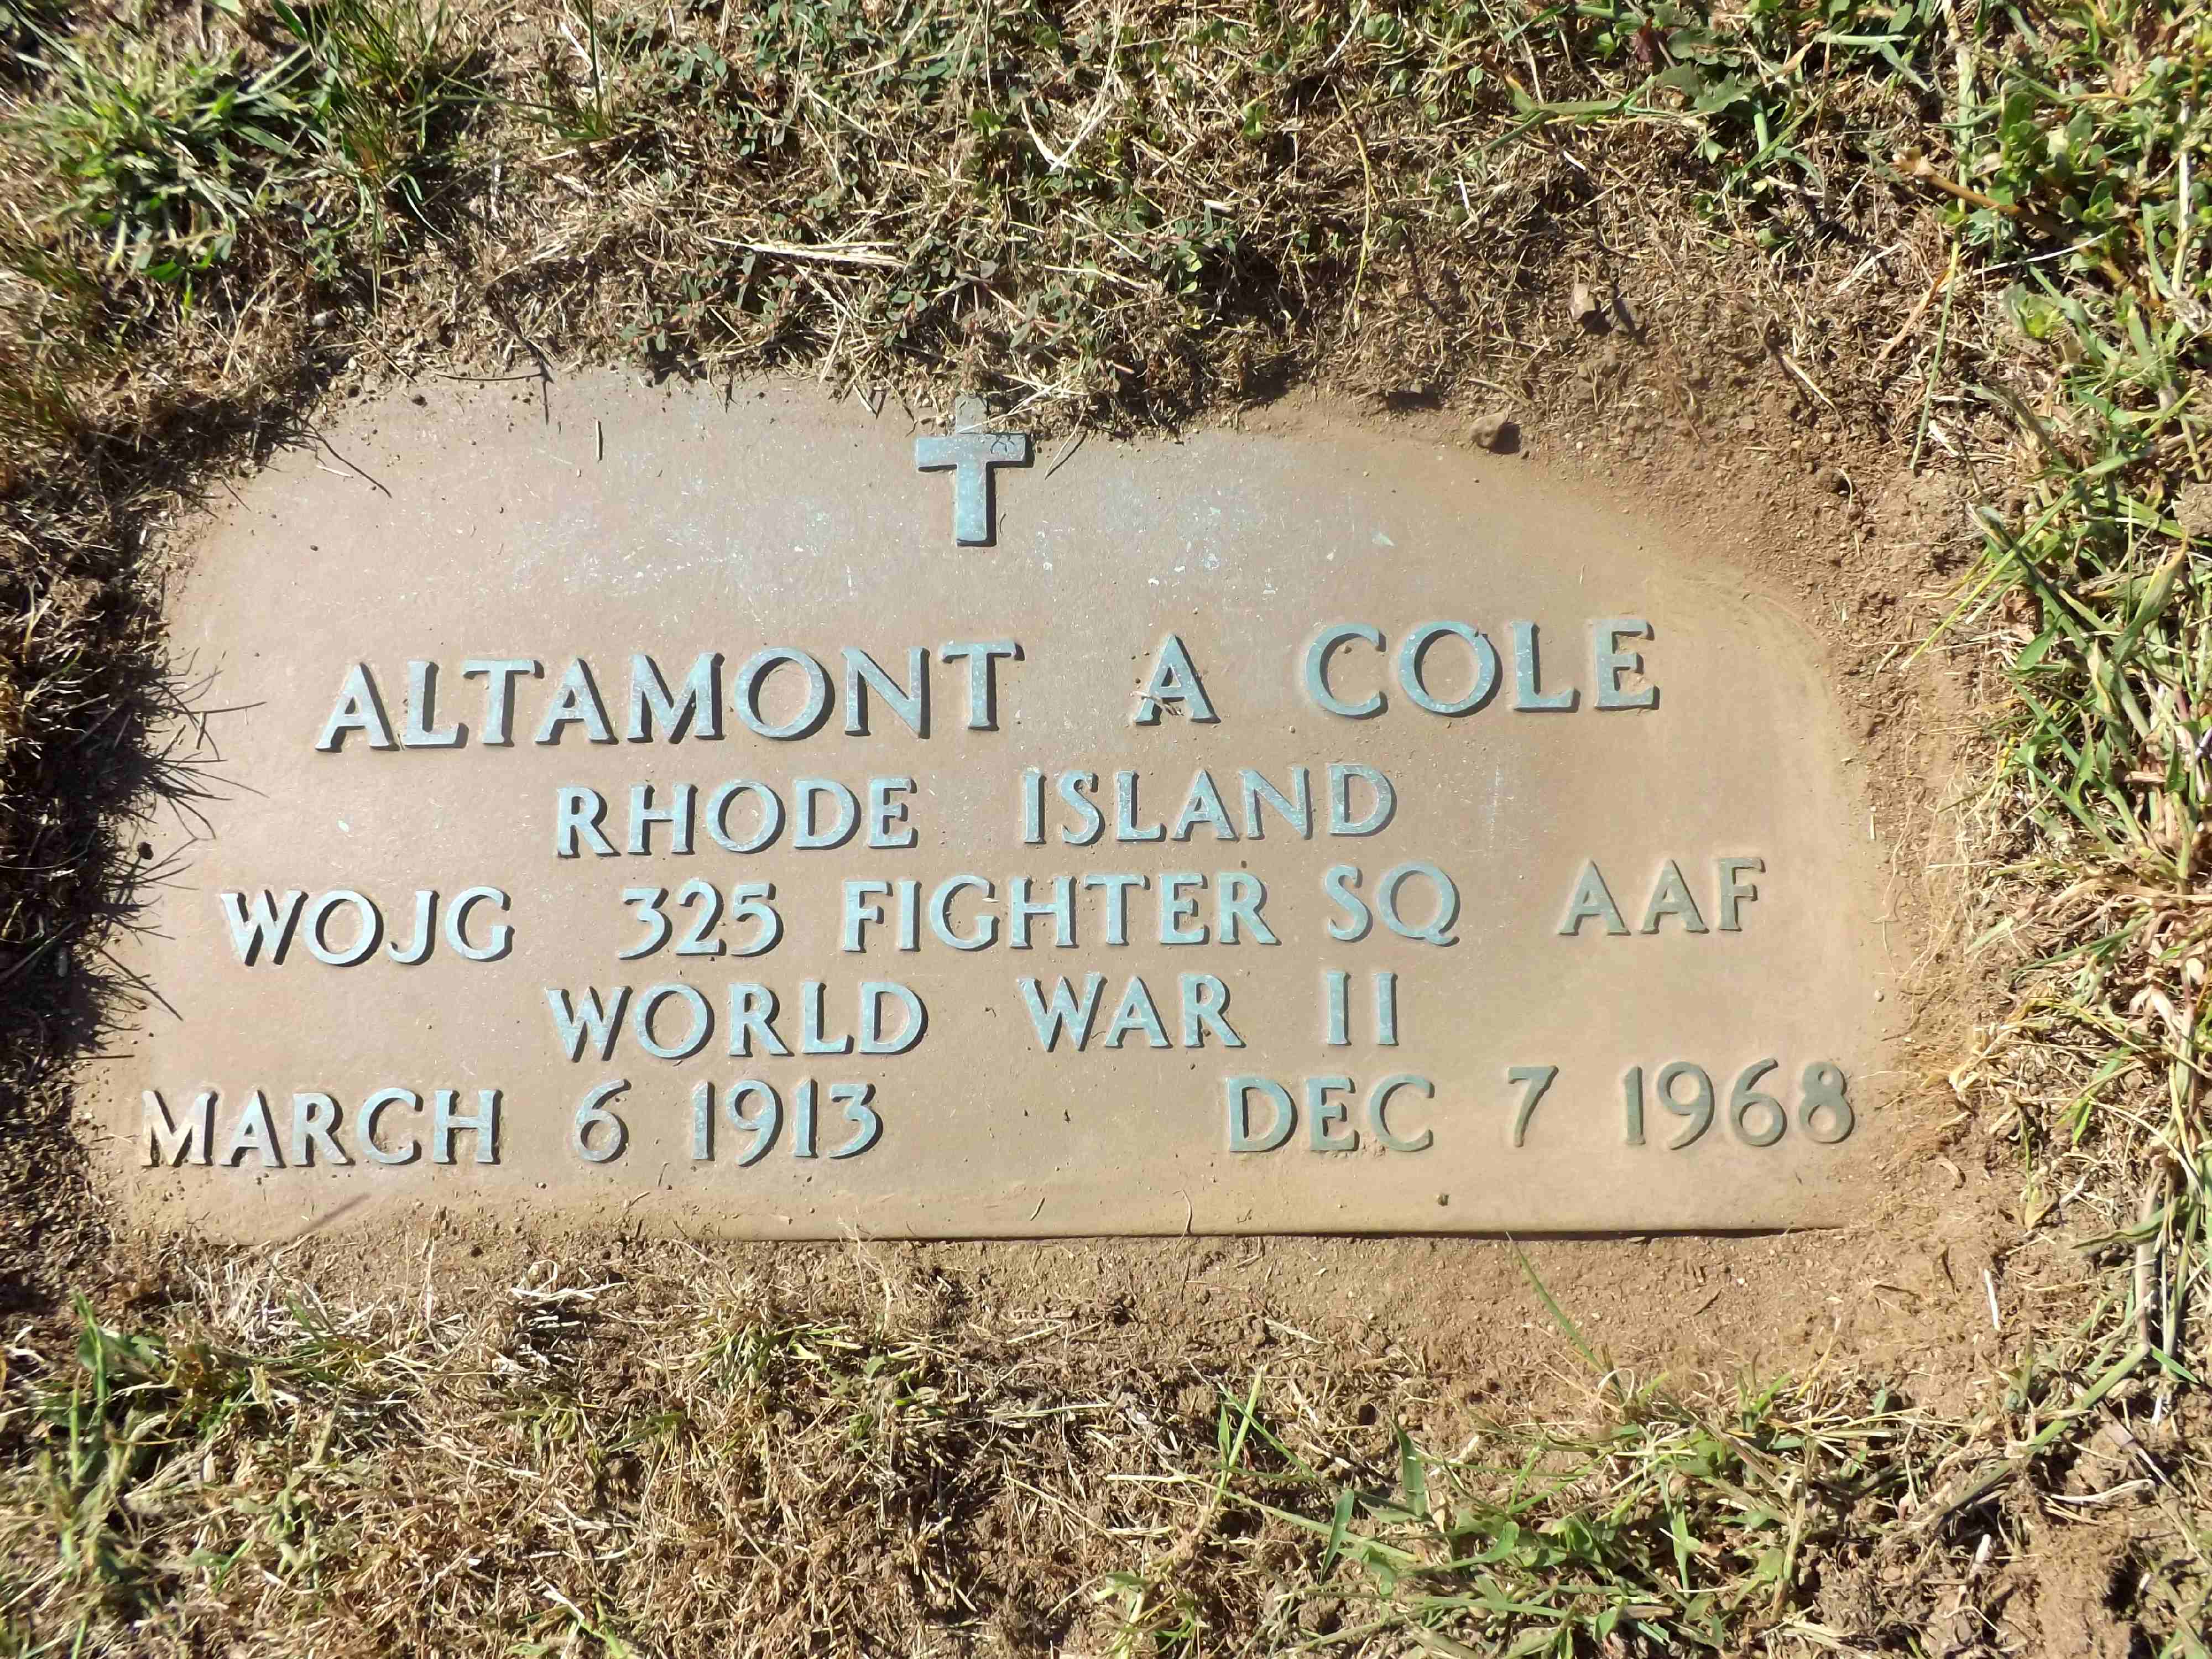 ALTAMONT A COLE
RHODE ISLAND
WOJG 325 FIGHTER SQ AAF
WORLD WAR II
MARCH 6 1913 DEC 7 1968